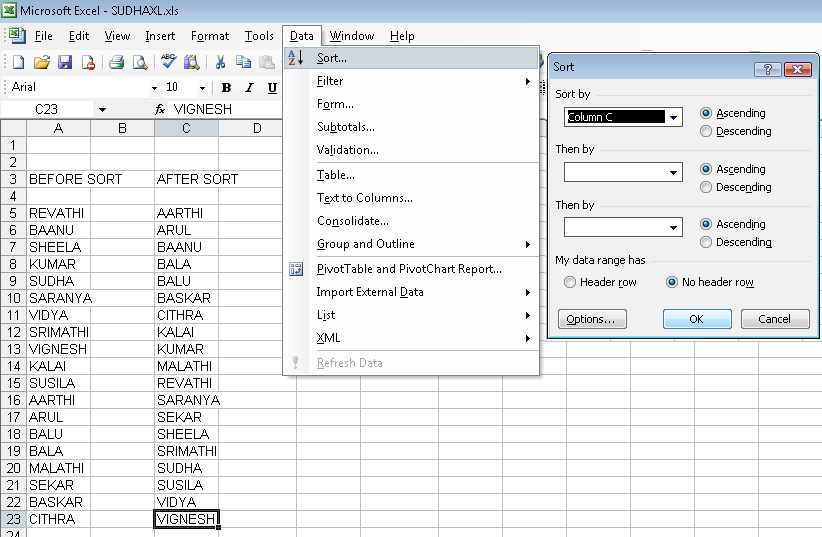 Microsoft Excel - SUDHAXL.xls
File Edit View Insert Format Tools Data Window Help
Arial 10 B I U
C23 fx VIGNESH
A B C D
1
2
3 BEFORE SORT AFTER SORT
4
5 REVATHI AARTHI
6 BAANU ARUL
7 SHEELA BAANU
8 KUMAR BALA
9 SUDHA BALU
10 SARANYA BASKAR
11 VIDYA CITHRA
12 SRIMATHI KALAI
13 VIGNESH KUMAR
14 KALAI MALATHI
15 SUSILA REVATHI
16 AARTHI SARANYA
17 ARUL SEKAR
18 BALU SHEELA
19 BALA SRIMATHI
20 MALATHI SUDHA
21 SEKAR SUSILA
22 BASKAR VIDYA
23 CITHRA VIGNESH
24
Sort...
Filter
Form...
Subtotals...
Validation...
Table...
Text to Columns...
Consolidate...
Group and Outline
PivotTable and PivotChart Report...
Import External Data
List
XML
Refresh Data
Sort
Sort by
Column C
Ascending
Descending
Then by
Ascending
Descending
Then by
Ascending
Descending
My data range has
Header row No header row
Options... OK Cancel